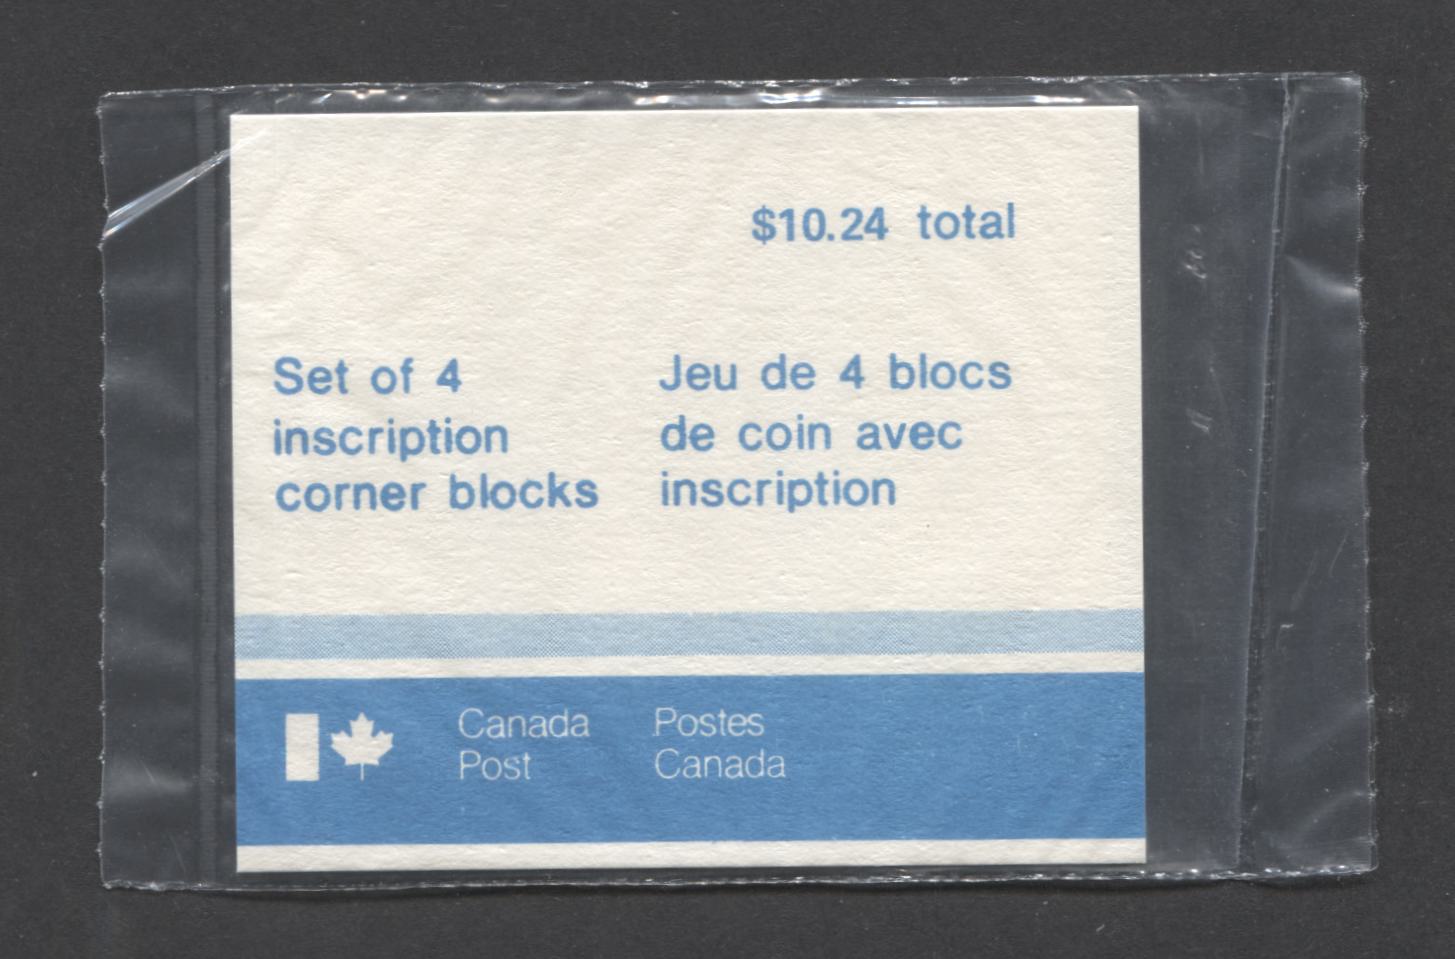 $10.24 total
Set of 4
inscription
corner blocks
Jeu de 4 blocs
de coin avec
inscription
Canada
Post
Postes
Canada